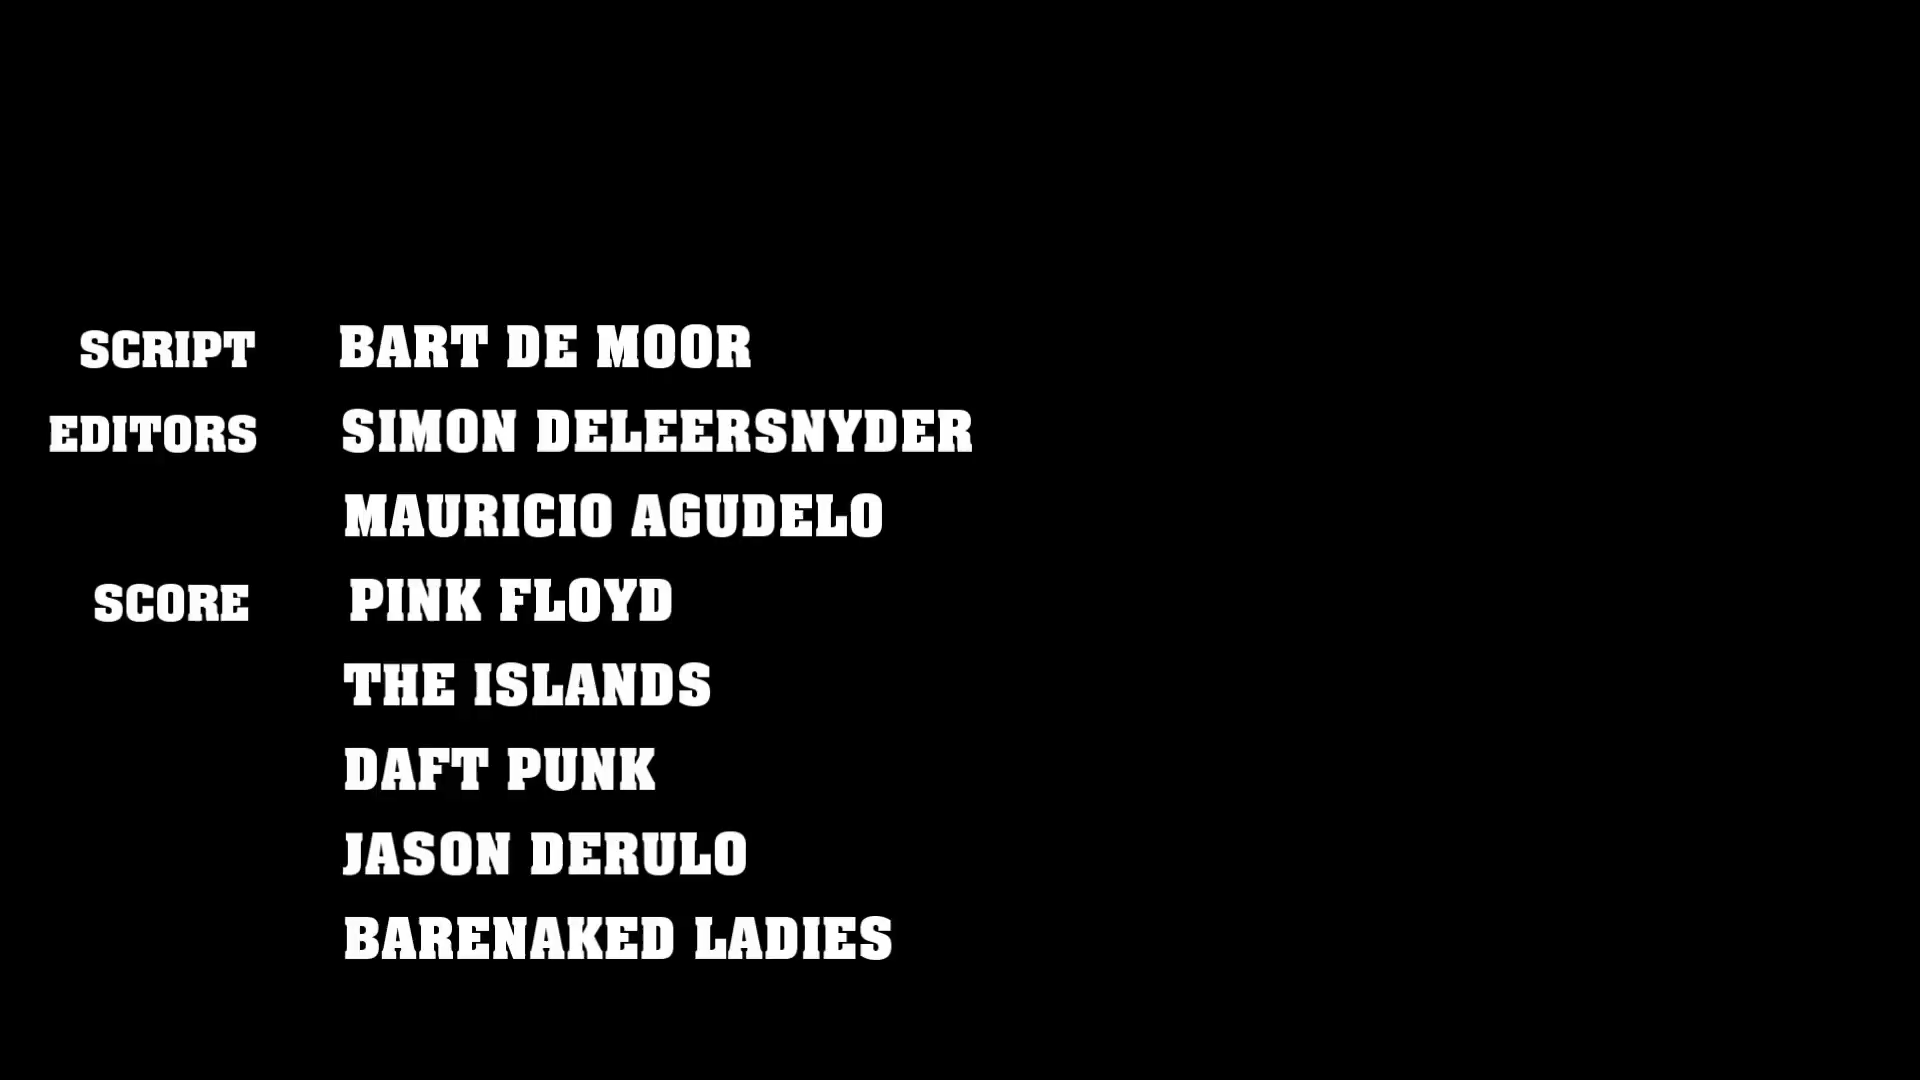 SCRIPT BART DE MOOR
EDITORS SIMON DELEERSNYDER
MAURICIO AGUDELO
SCORE PINK FLOYD
THE ISLANDS
DAFT PUNK
JASON DERULO
BARENAKED LADIES